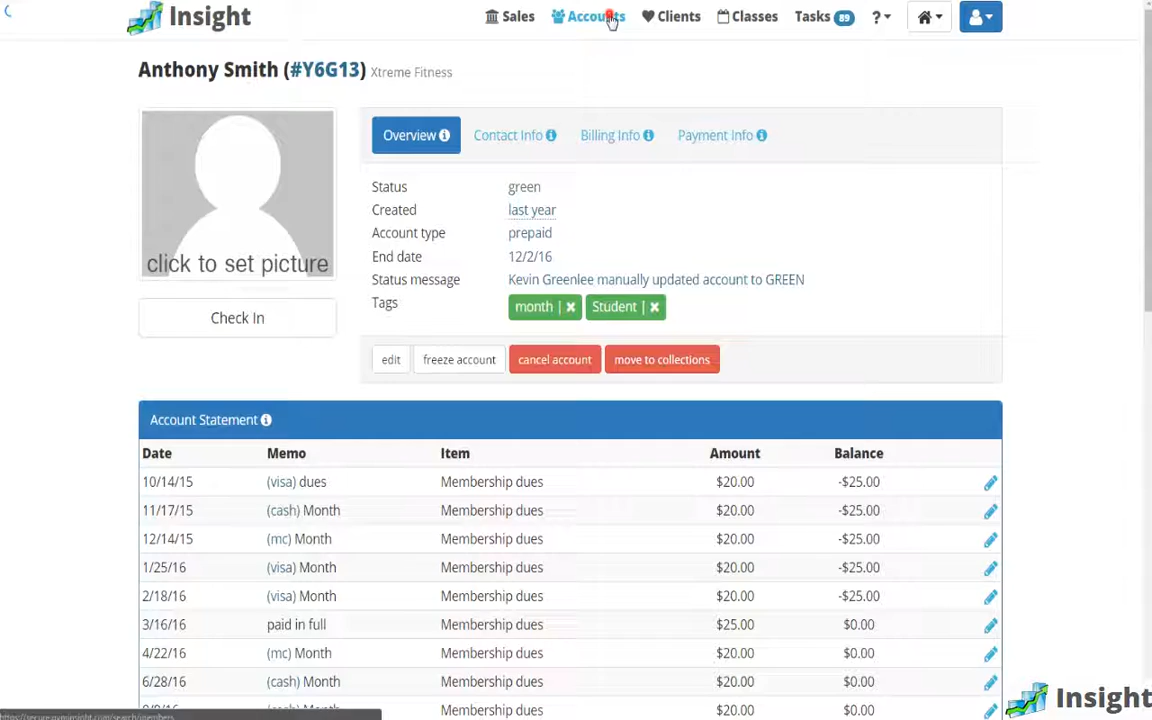 Insight
Sales Accounts Clients Classes Tasks 89 ?
Anthony Smith (#Y6G13) Xtreme Fitness
Overview Contact Info Billing Info Payment Info
click to set picture
Check In
Status green
Created last year
Account type prepaid
End date 12/2/16
Status message Kevin Greenlee manually updated account to GREEN
Tags month | x Student | x
edit freeze account cancel account move to collections
Account Statement
Date Memo Item Amount Balance
10/14/15 (visa) dues Membership dues $20.00 -$25.00
11/17/15 (cash) Month Membership dues $20.00 -$25.00
12/14/15 (mc) Month Membership dues $20.00 -$25.00
1/25/16 (visa) Month Membership dues $20.00 -$25.00
2/18/16 (visa) Month Membership dues $20.00 -$25.00
3/16/16 paid in full Membership dues $25.00 $0.00
4/22/16 (mc) Month Membership dues $20.00 $0.00
6/28/16 (cash) Month Membership dues $20.00 $0.00
(cash) Month Membership dues $20.00 $0.00
https://secure.gyminsight.com/search/members
Insight